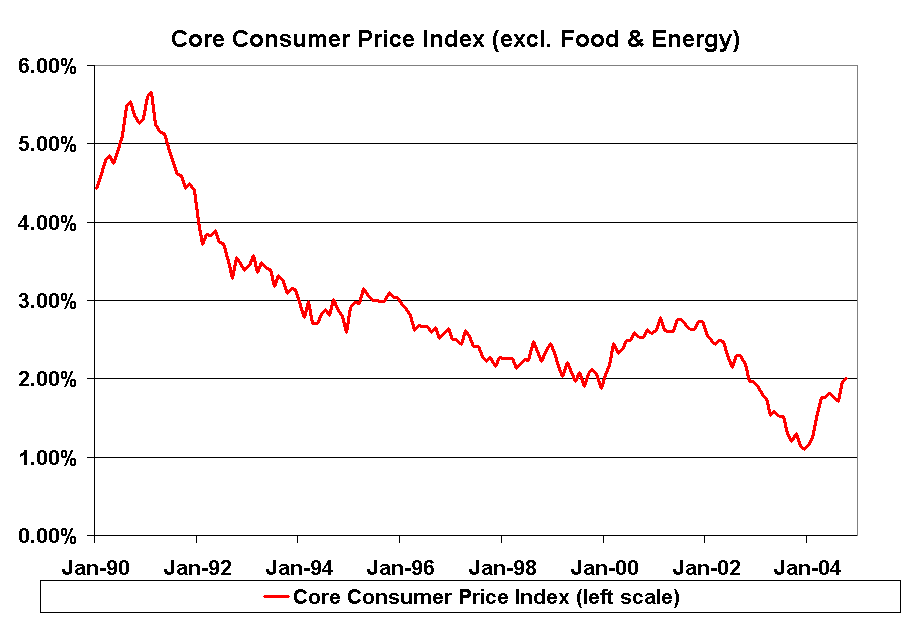 Core Consumer Price Index (excl. Food & Energy)
6.00%
5.00%
4.00%
3.00%
2.00%
1.00%
0.00%
Jan-90 Jan-92 Jan-94 Jan-96 Jan-98 Jan-00 Jan-02 Jan-04
Core Consumer Price Index (left scale)